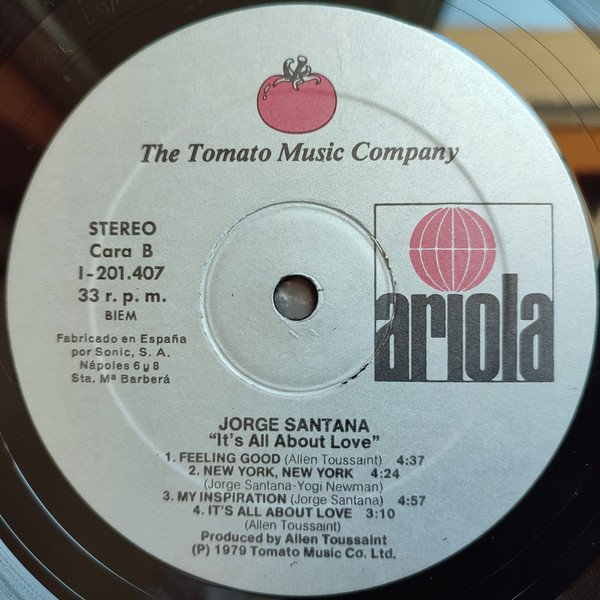 The Tomato Music Company
STEREO
Cara B
I-201.407
33 r. p. m.
BIEM
Fabricado en España
por Sonic, S. A.
Nápoles 6 y 8
Sta. Mª Barberá
ariola
JORGE SANTANA
"It's All About Love"
1. FEELING GOOD (Allen Toussaint) 4:37
2. NEW YORK, NEW YORK 4:24
(Jorge Santana-Yogi Newman)
3. MY INSPIRATION (Jorge Santana) 4:57
4. IT'S ALL ABOUT LOVE 3:10
(Allen Toussaint)
Produced by Allen Toussaint
(P) 1979 Tomato Music Co. Ltd.